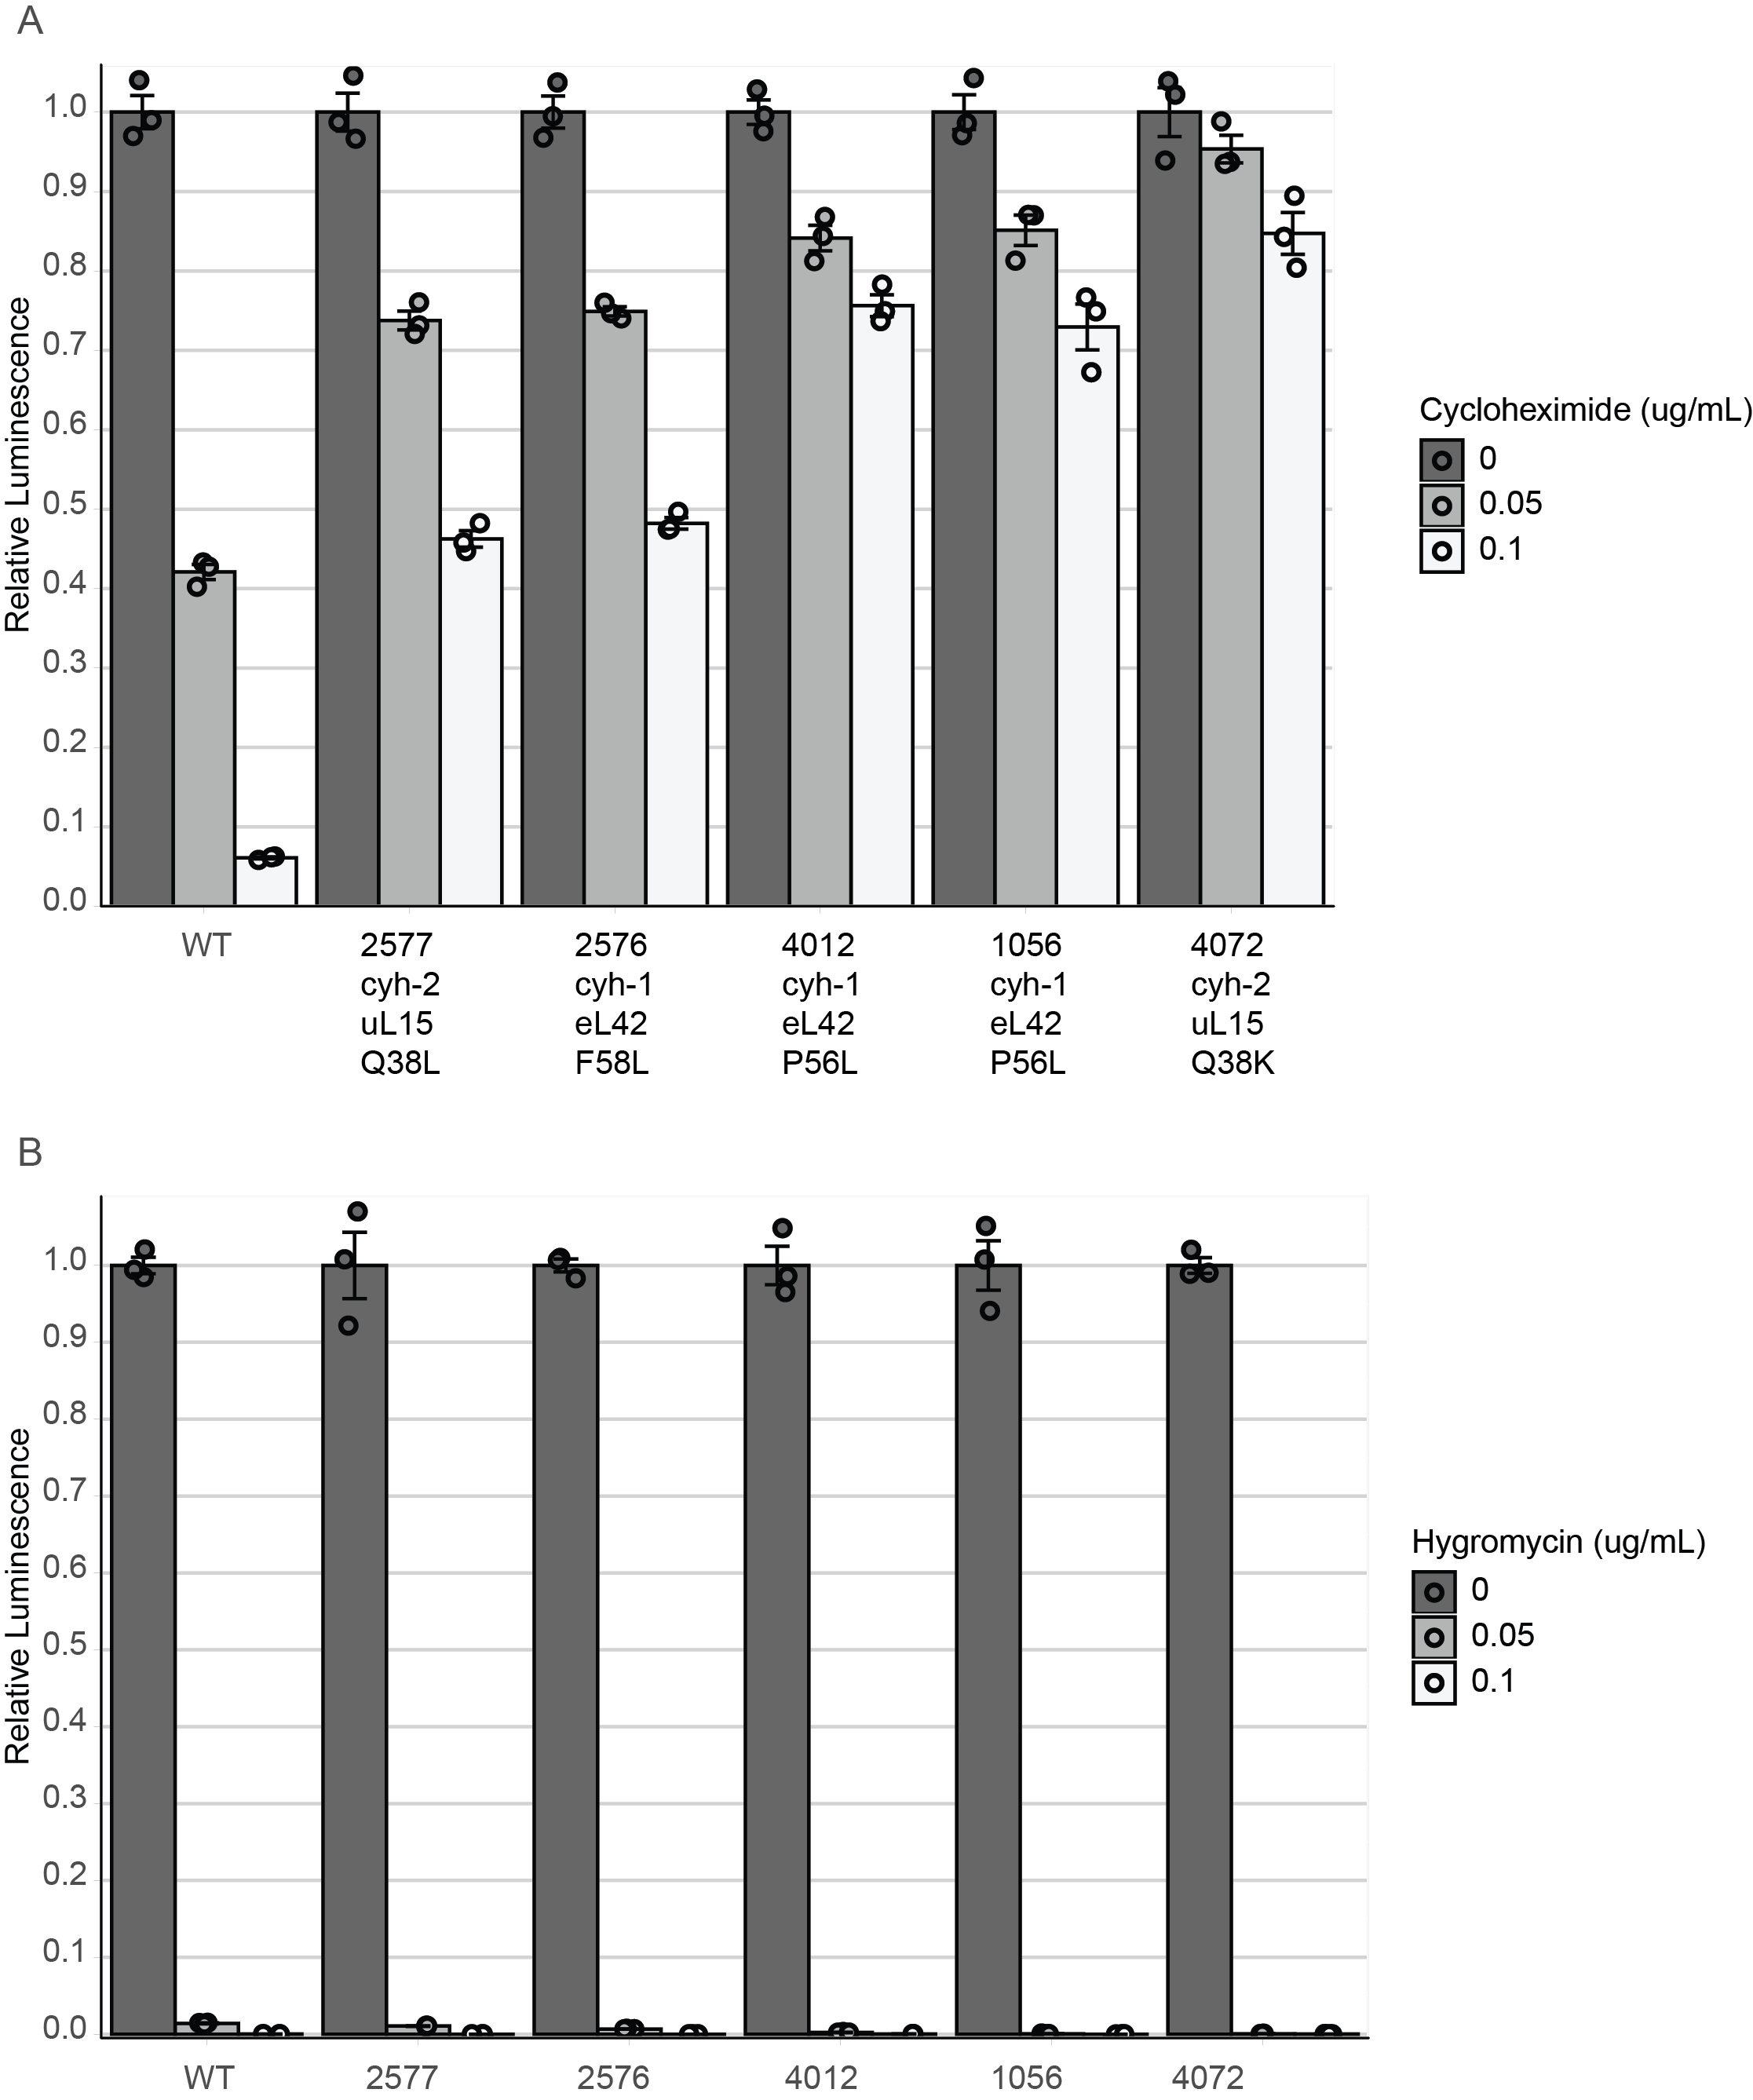 A
Relative Luminescence
1.0
0.9
0.8
0.7
0.6
0.5
0.4
0.3
0.2
0.1
0.0
WT
2577
cyh-2
uL15
Q38L
2576
cyh-1
eL42
F58L
4012
cyh-1
eL42
P56L
1056
cyh-1
eL42
P56L
4072
cyh-2
uL15
Q38K
Cycloheximide (ug/mL)
0
0.05
0.1
B
Relative Luminescence
1.0
0.9
0.8
0.7
0.6
0.5
0.4
0.3
0.2
0.1
0.0
WT
2577
2576
4012
1056
4072
Hygromycin (ug/mL)
0
0.05
0.1